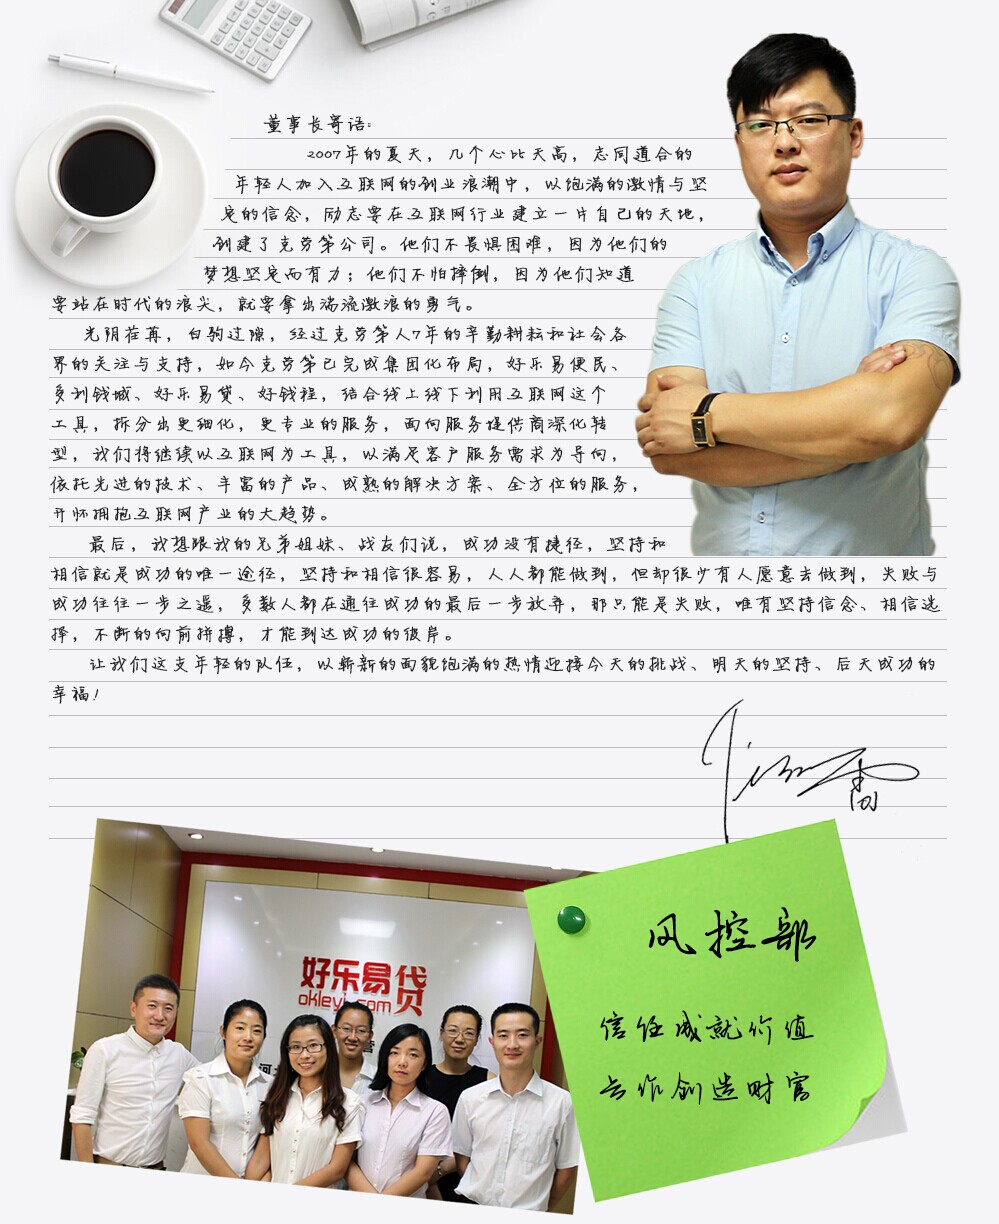 董事长寄语:
2007年的夏天，几个心比天高，志同道合的
年轻人加入互联网的创业浪潮中，以饱满的激情与坚
定的信念，励志要在互联网行业建立一片自己的天地，
创建了克劳第公司。他们不畏惧困难，因为他们的
梦想坚定而有力；他们不怕摔倒，因为他们知道
要站在时代的浪尖，就要拿出湍流激浪的勇气。
光阴荏苒，白驹过隙，经过克劳第人7年的辛勤耕耘和社会各
界的关注与支持，如今克劳第已完成集团化布局，好乐易便民、
多利钱城、好乐易贷、好钱程，结合线上线下利用互联网这个
工具，拆分出更细化，更专业的服务，面向服务提供商深化转
型，我们将继续以互联网为工具，以满足客户服务需求为导向，
依托先进的技术、丰富的产品、成熟的解决方案、全方位的服务，
开怀拥抱互联网产业的大趋势。
最后，我想跟我的兄弟姐妹、战友们说，成功没有捷径，坚持和
相信就是成功的唯一途径，坚持和相信很容易，人人都能做到，但却很少有人愿意去做到，失败与
成功往往一步之遥，多数人都在通往成功的最后一步放弃，那只能是失败，唯有坚持信念、相信选
择，不断的向前拼搏，才能到达成功的彼岸。
让我们这支年轻的队伍，以崭新的面貌饱满的热情迎接今天的挑战、明天的坚持、后天成功的
幸福！
好乐易贷
okleyi.com
风控部
信任成就价值
合作创造财富